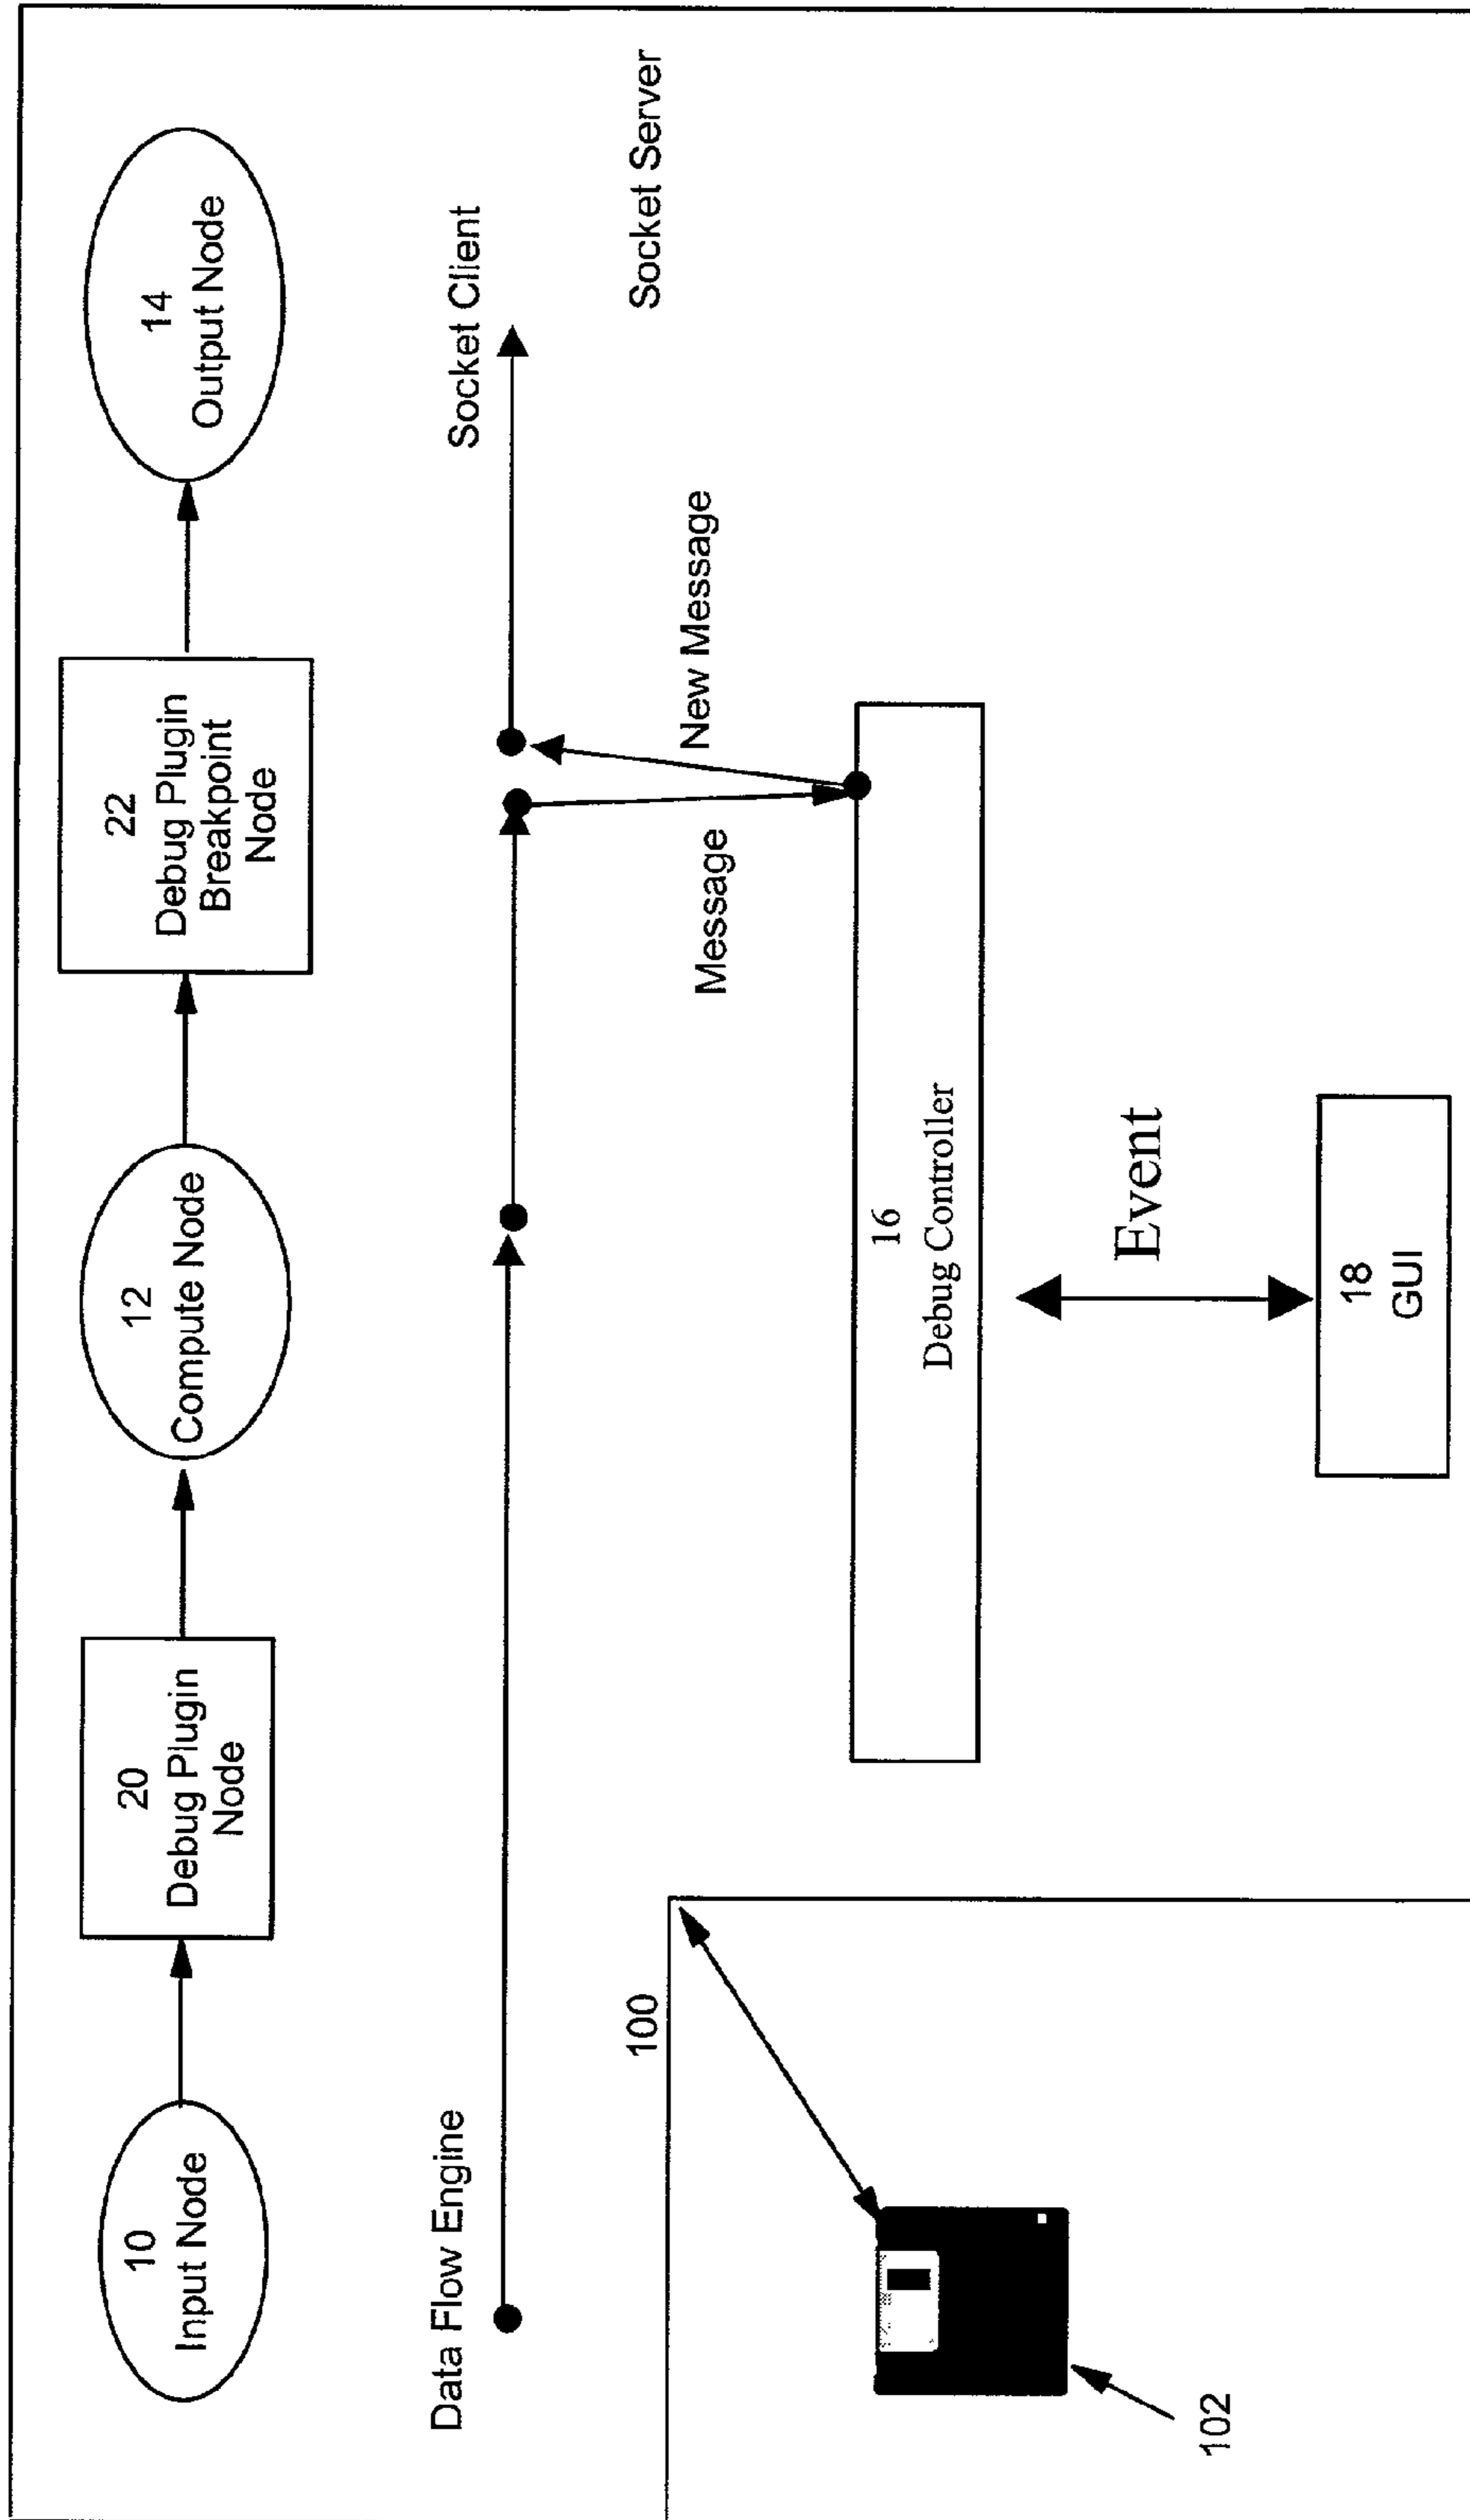 10
Input Node
20
Debug Plugin
Node
12
Compute Node
22
Debug Plugin
Breakpoint
Node
14
Output Node
Data Flow Engine
Socket Client
Socket Server
Message
New Message
100
102
16
Debug Controller
Event
18
GUI